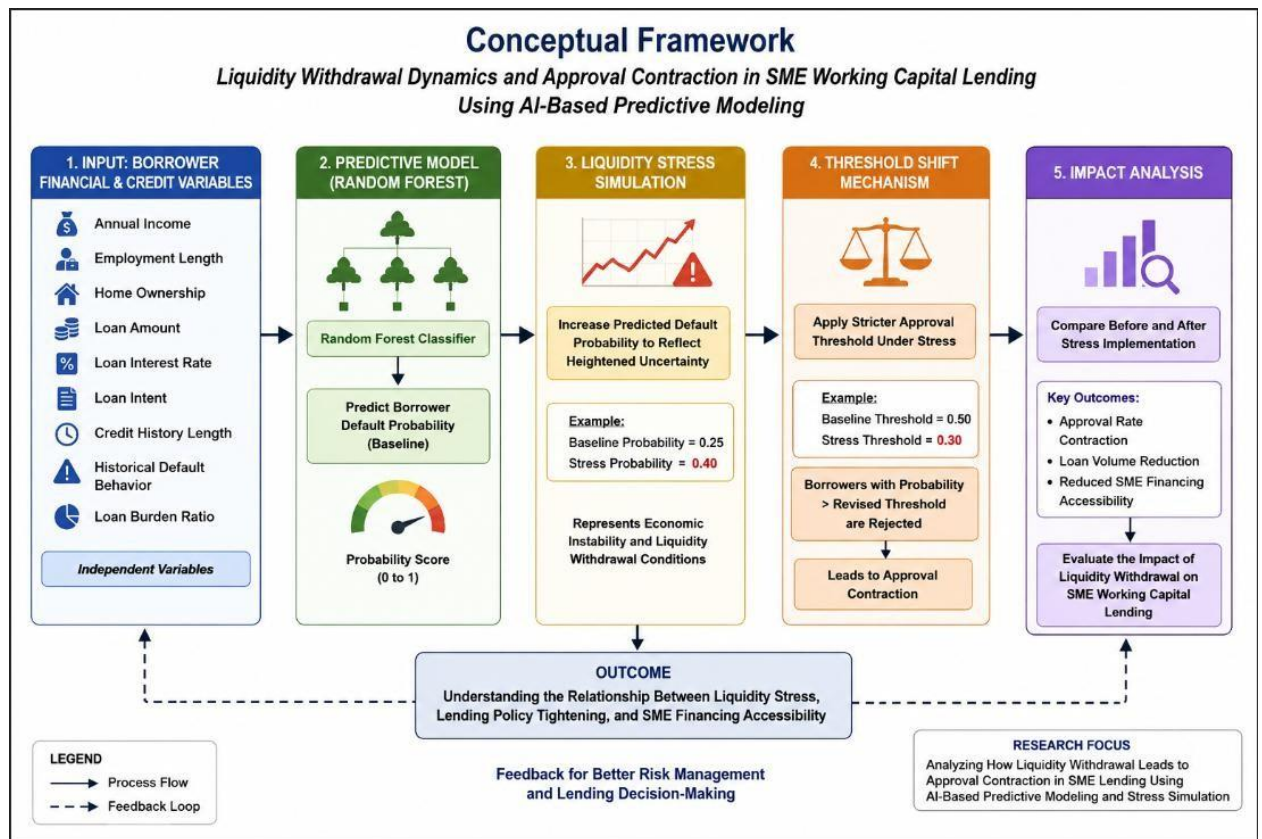 Conceptual Framework
Liquidity Withdrawal Dynamics and Approval Contraction in SME Working Capital Lending
Using AI-Based Predictive Modeling
1. INPUT: BORROWER
FINANCIAL & CREDIT VARIABLES
$
Annual Income
Employment Length
Home Ownership
Loan Amount
%
Loan Interest Rate
Loan Intent
Credit History Length
Historical Default
Behavior
Loan Burden Ratio
Independent Variables
2. PREDICTIVE MODEL
(RANDOM FOREST)
Random Forest Classifier
Predict Borrower
Default Probability
(Baseline)
Probability Score
(0 to 1)
3. LIQUIDITY STRESS
SIMULATION
Increase Predicted Default
Probability to Reflect
Heightened Uncertainty
Example:
Baseline Probability = 0.25
Stress Probability = 0.40
Represents Economic
Instability and Liquidity
Withdrawal Conditions
4. THRESHOLD SHIFT
MECHANISM
Apply Stricter Approval
Threshold Under Stress
Example:
Baseline Threshold = 0.50
Stress Threshold = 0.30
Borrowers with Probability
> Revised Threshold
are Rejected
Leads to Approval
Contraction
5. IMPACT ANALYSIS
Compare Before and After
Stress Implementation
Key Outcomes:
• Approval Rate
Contraction
• Loan Volume Reduction
• Reduced SME Financing
Accessibility
Evaluate the Impact of
Liquidity Withdrawal on
SME Working Capital
Lending
OUTCOME
Understanding the Relationship Between Liquidity Stress,
Lending Policy Tightening, and SME Financing Accessibility
LEGEND
Process Flow
Feedback Loop
Feedback for Better Risk Management
and Lending Decision-Making
RESEARCH FOCUS
Analyzing How Liquidity Withdrawal Leads to
Approval Contraction in SME Lending Using
AI-Based Predictive Modeling and Stress Simulation